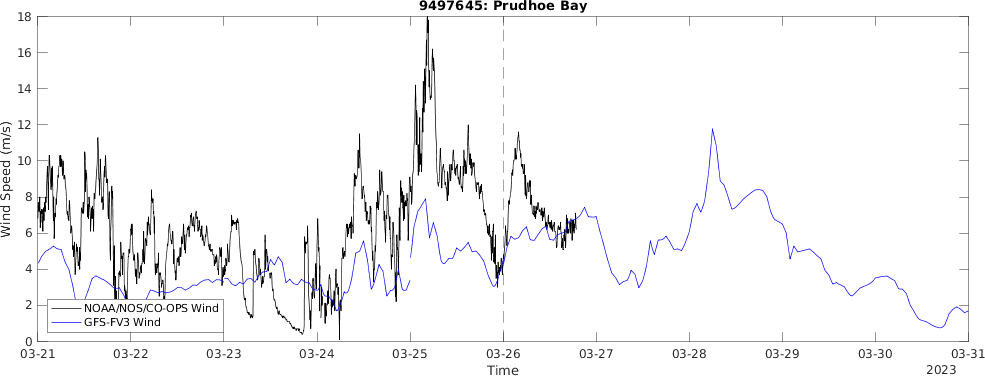 9497645: Prudhoe Bay
Wind Speed (m/s)
18
16
14
12
10
8
6
4
2
0
NOAA/NOS/CO-OPS Wind
GFS-FV3 Wind
03-21 03-22 03-23 03-24 03-25 03-26 03-27 03-28 03-29 03-30 03-31
Time
2023